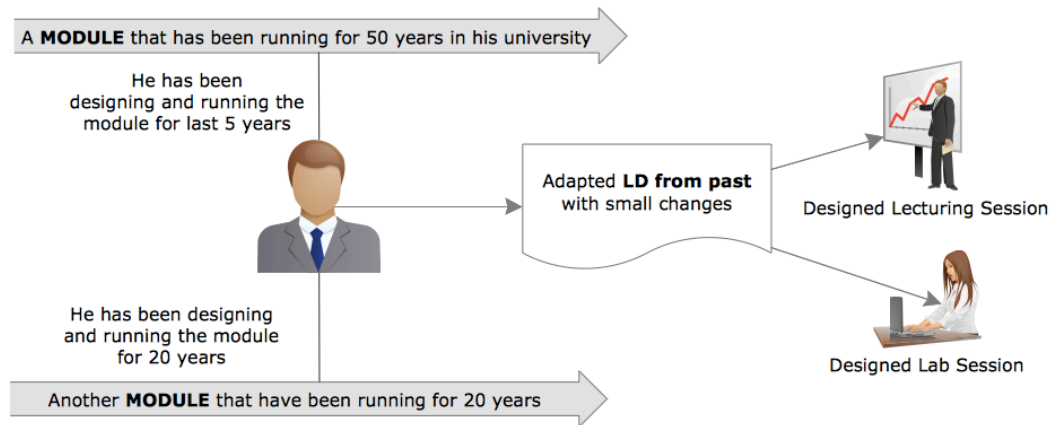 A MODULE that has been running for 50 years in his university
He has been
designing and running the
module for last 5 years
Adapted LD from past
with small changes
Designed Lecturing Session
He has been designing
and running the module
for 20 years
Designed Lab Session
Another MODULE that have been running for 20 years